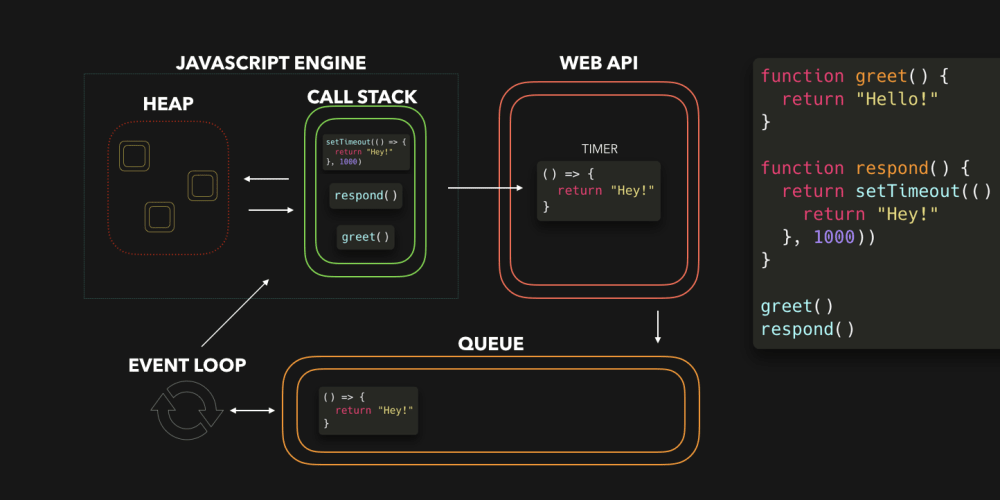 JAVASCRIPT ENGINE
HEAP
CALL STACK
setTimeout(() => {
  return "Hey!"
}, 1000)
respond()
greet()
WEB API
TIMER
() => {
  return "Hey!"
}
function greet() {
  return "Hello!"
}
function respond() {
  return setTimeout(()
    return "Hey!"
  }, 1000))
}
greet()
respond()
EVENT LOOP
QUEUE
() => {
  return "Hey!"
}